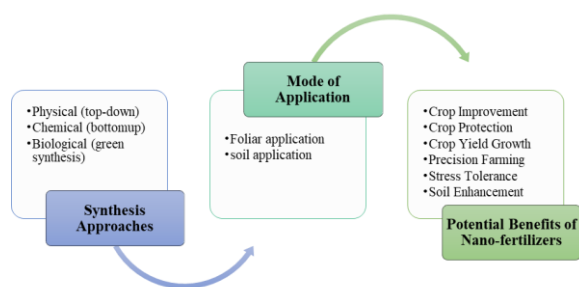 •Physical (top-down)
•Chemical (bottomup)
•Biological (green
synthesis)
Synthesis
Approaches
Mode of
Application
•Foliar application
•soil application
•Crop Improvement
•Crop Protection
•Crop Yield Growth
•Precision Farming
•Stress Tolerance
•Soil Enhancement
Potential Benefits of
Nano-fertilizers